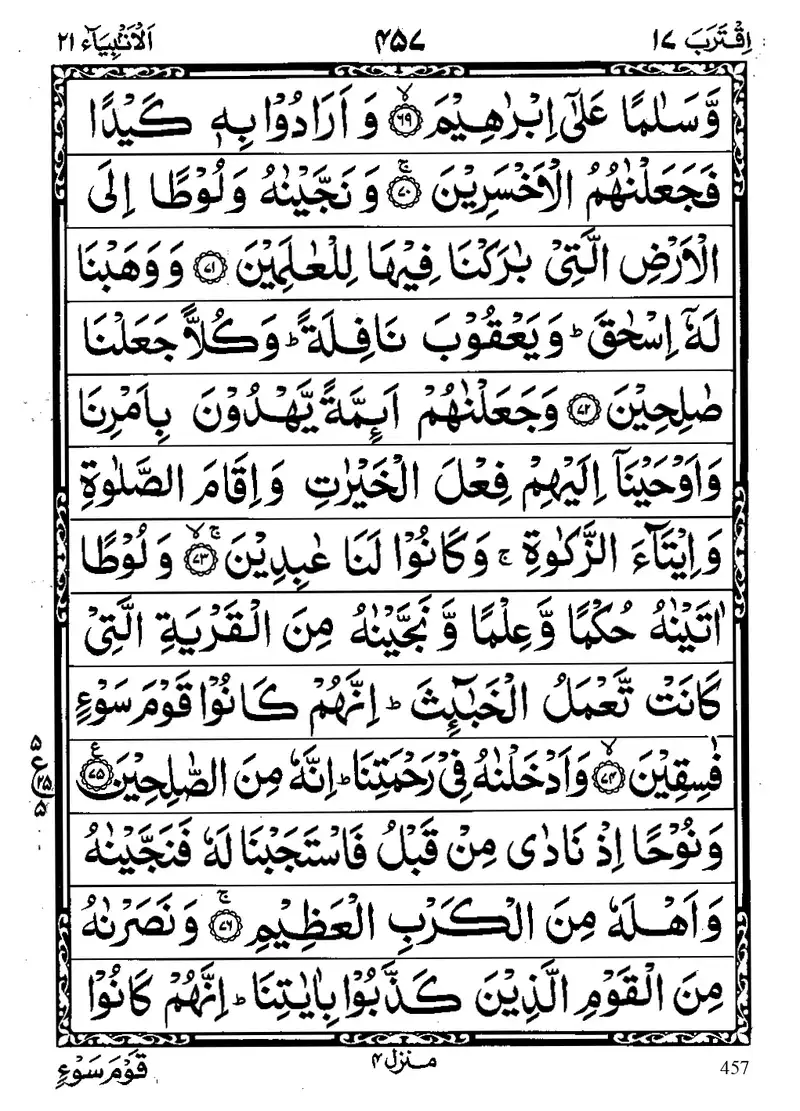 اِقْتَرَبَ ١٧ ٤٥٧ اَلْاَنْۢبِيَآء ٢١
وَّسَلٰمًا عَلٰۤى اِبْرٰهِيْمَ ۙ﴿٦٩﴾ وَ اَرَادُوْا بِهٖ كَيْدًا
فَجَعَلْنٰهُمُ الْاَخْسَرِيْنَ ۚ﴿٧٠﴾ وَ نَجَّيْنٰهُ وَ لُوْطًا اِلَى
الْاَرْضِ الَّتِيْ بٰرَكْنَا فِيْهَا لِلْعٰلَمِيْنَ ﴿٧١﴾ وَ وَهَبْنَا
لَهٗۤ اِسْحٰقَ ؕ وَ يَعْقُوْبَ نَافِلَةً ؕ وَ كُلًّا جَعَلْنَا
صٰلِحِيْنَ ﴿٧٢﴾ وَ جَعَلْنٰهُمْ اَئِمَّةً يَّهْدُوْنَ بِاَمْرِنَا
وَ اَوْحَيْنَاۤ اِلَيْهِمْ فِعْلَ الْخَيْرٰتِ وَ اِقَامَ الصَّلٰوةِ
وَ اِيْتَآءَ الزَّكٰوةِ ۚ وَ كَانُوْا لَنَا عٰبِدِيْنَ ۚۙ﴿٧٣﴾ وَ لُوْطًا
اٰتَيْنٰهُ حُكْمًا وَّ عِلْمًا وَّ نَجَّيْنٰهُ مِنَ الْقَرْيَةِ الَّتِيْ
كَانَتْ تَّعْمَلُ الْخَبٰٓئِثَ ؕ اِنَّهُمْ كَانُوْا قَوْمَ سَوْءٍ
فٰسِقِيْنَ ۙ﴿٧٤﴾ وَ اَدْخَلْنٰهُ فِيْ رَحْمَتِنَا ؕ اِنَّهٗ مِنَ الصّٰلِحِيْنَ ﴿٧٥﴾ ع
٥ ع ٢٥ ٥
وَ نُوْحًا اِذْ نَادٰى مِنْ قَبْلُ فَاسْتَجَبْنَا لَهٗ فَنَجَّيْنٰهُ
وَ اَهْلَهٗ مِنَ الْكَرْبِ الْعَظِيْمِ ۚ﴿٧٦﴾ وَ نَصَرْنٰهُ
مِنَ الْقَوْمِ الَّذِيْنَ كَذَّبُوْا بِاٰيٰتِنَا ؕ اِنَّهُمْ كَانُوْا
457 منزل ٤ قَوْمَ سَوْءٍ